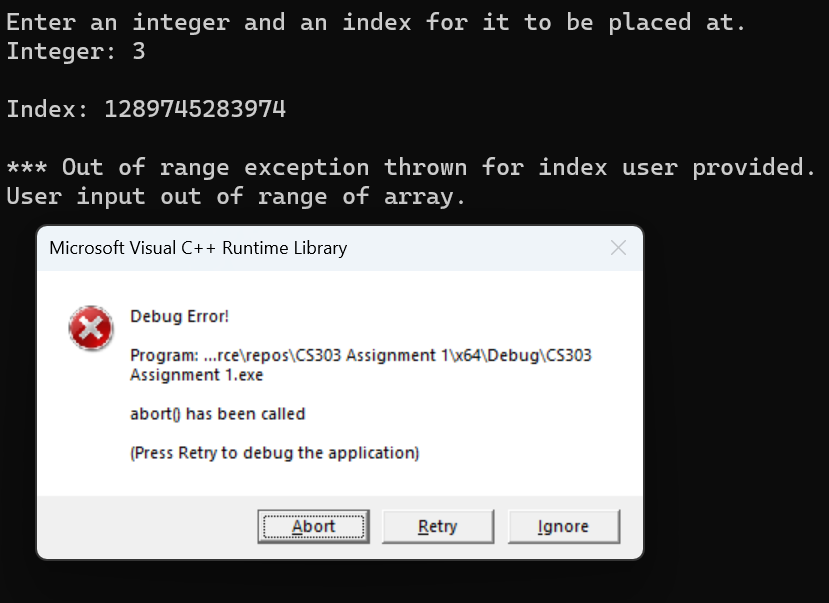 Enter an integer and an index for it to be placed at.
Integer: 3
Index: 1289745283974
*** Out of range exception thrown for index user provided.
User input out of range of array.
Microsoft Visual C++ Runtime Library
Debug Error!
Program: ...rce\repos\CS303 Assignment 1\x64\Debug\CS303
Assignment 1.exe
abort() has been called
(Press Retry to debug the application)
Abort Retry Ignore